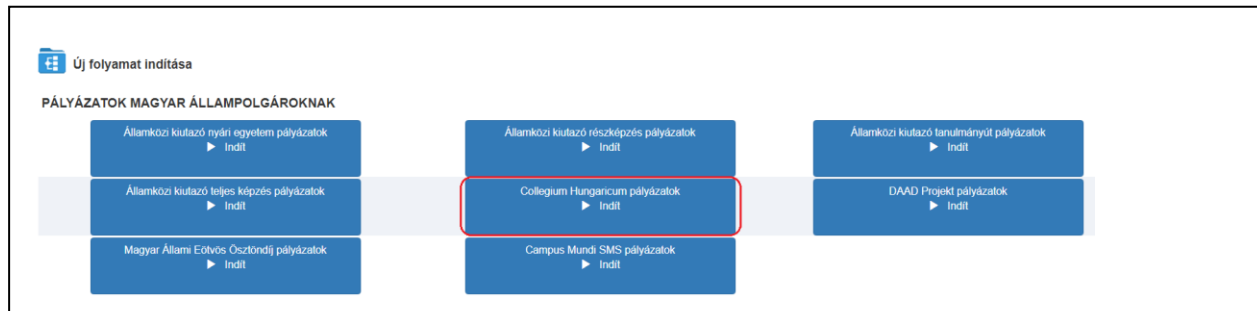 Új folyamat indítása
PÁLYÁZATOK MAGYAR ÁLLAMPOLGÁROKNAK
Államközi kiutazó nyári egyetem pályázatok
Indít
Államközi kiutazó részképzés pályázatok
Indít
Államközi kiutazó tanulmányút pályázatok
Indít
Államközi kiutazó teljes képzés pályázatok
Indít
Collegium Hungaricum pályázatok
Indít
DAAD Projekt pályázatok
Indít
Magyar Állami Eötvös Ösztöndíj pályázatok
Indít
Campus Mundi SMS pályázatok
Indít